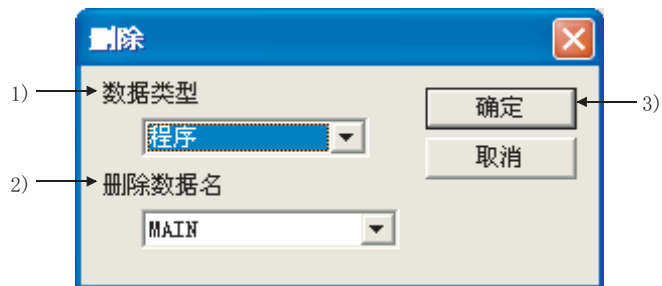 删除
1) 数据类型
确定 3)
程序
取消
2) 删除数据名
MAIN